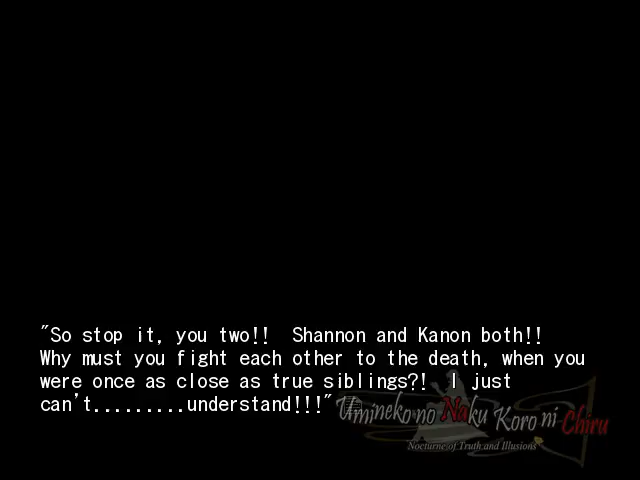 "So stop it, you two!!  Shannon and Kanon both!!
Why must you fight each other to the death, when you
were once as close as true siblings?!  I just
can't.........understand!!!"
Umineko no Naku Koro ni Chiru
Nocturne of Truth and Illusions